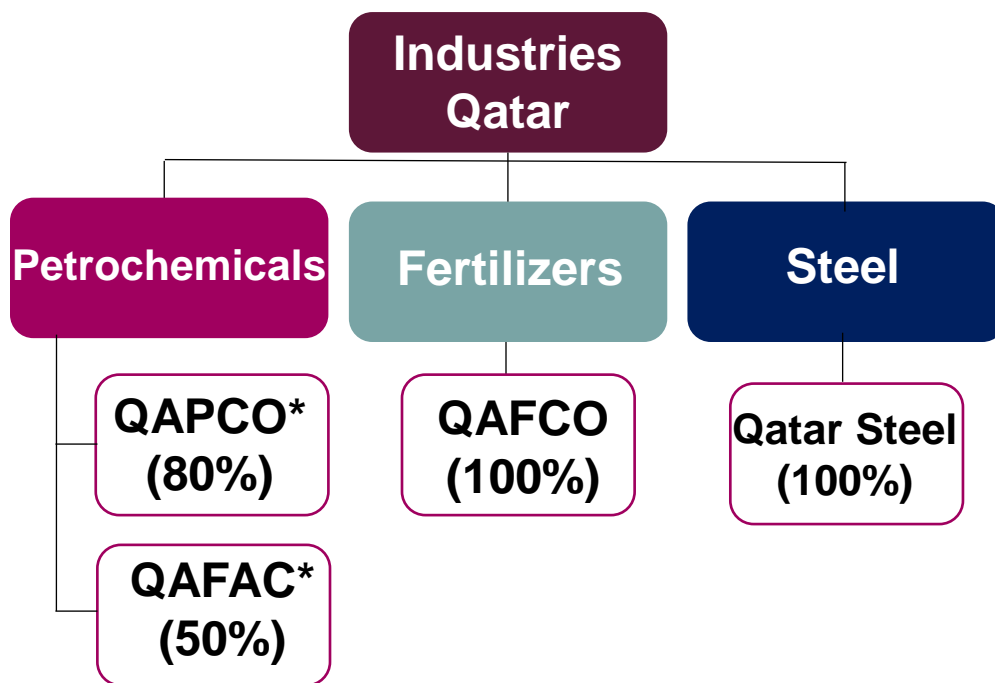 Industries
Qatar
Petrochemicals
Fertilizers
Steel
QAPCO*
(80%)
QAFCO
(100%)
Qatar Steel
(100%)
QAFAC*
(50%)